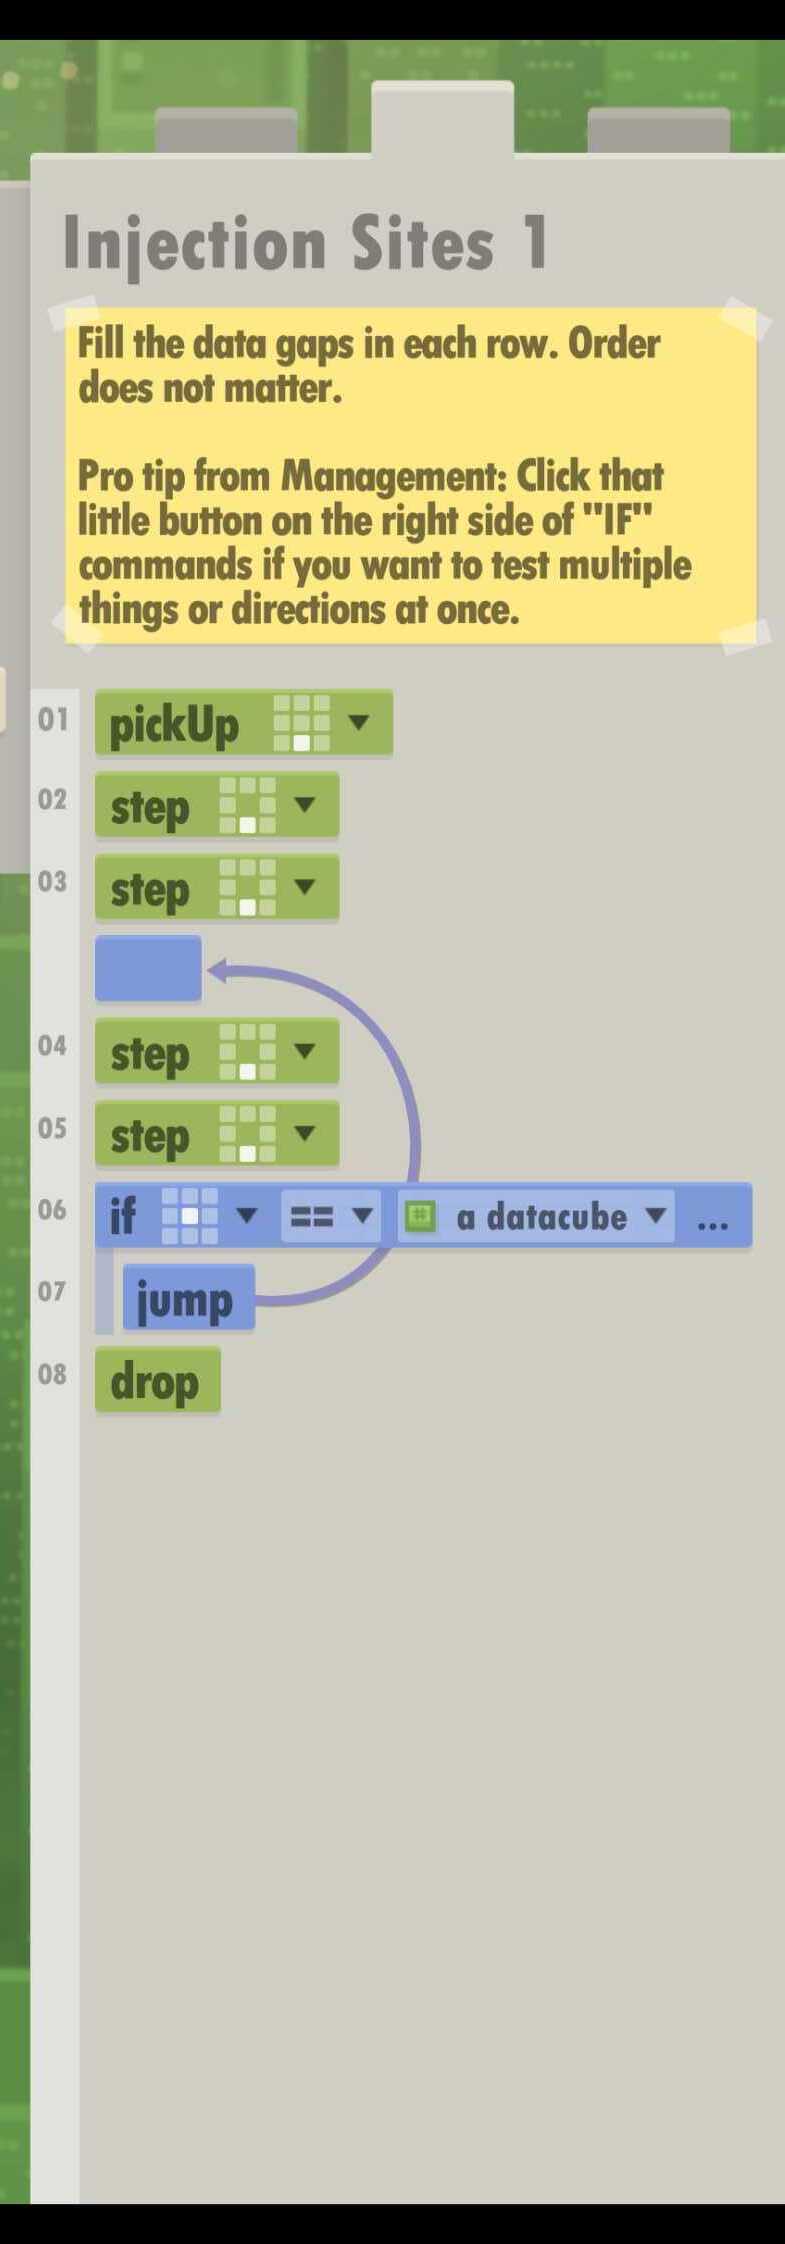 Injection Sites 1
Fill the data gaps in each row. Order
does not matter.
Pro tip from Management: Click that
little button on the right side of "IF"
commands if you want to test multiple
things or directions at once.
01 pickUp
02 step
03 step
04 step
05 step
06 if == # a datacube ...
07 jump
08 drop